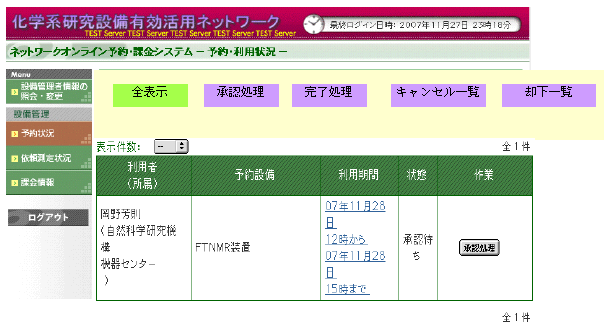 化学系研究設備有効活用ネットワーク
TEST Server TEST Server TEST Server TEST Server TEST Server
最終ログイン日時: 2007年11月27日 23時18分
ネットワークオンライン予約・課金システム − 予約・利用状況 −
Menu
設備管理者情報の
照会・変更
設備管理
予約状況
依頼測定状況
課金情報
ログアウト
全表示
承認処理
完了処理
キャンセル一覧
却下一覧
表示件数:
--
全1件
利用者
(所属)
予約設備
利用期間
状態
作業
岡野芳則
(自然科学研究機
構
機器センター
)
FTNMR装置
07年11月28
日
12時から
07年11月28
日
15時まで
承認待
ち
承認処理
全1件